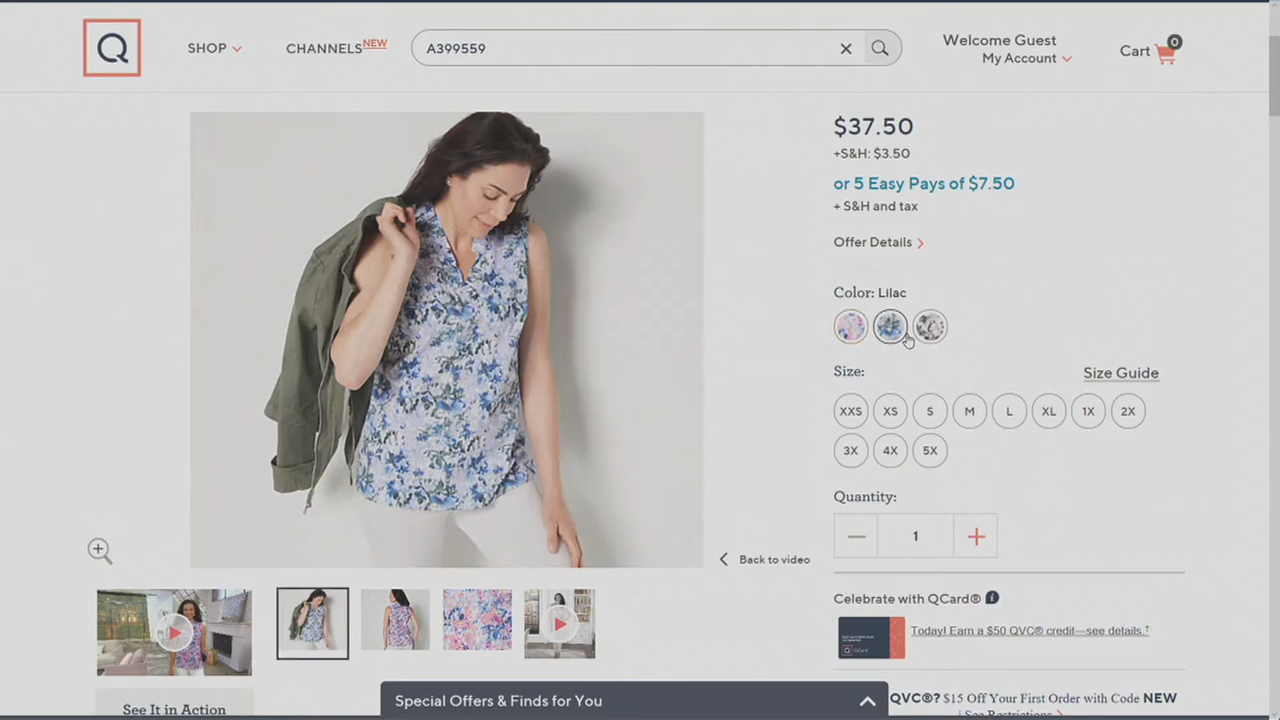 Q
SHOP
CHANNELS NEW
A399559
Welcome Guest
My Account
Cart
0
$37.50
+S&H: $3.50
or 5 Easy Pays of $7.50
+ S&H and tax
Offer Details
Color: Lilac
Size:
Size Guide
XXS XS S M L XL 1X 2X
3X 4X 5X
Quantity:
1
Back to video
Celebrate with QCard®
Today! Earn a $50 QVC® credit—see details.†
See It in Action
Special Offers & Finds for You
QVC®? $15 Off Your First Order with Code NEW
| See Restrictions